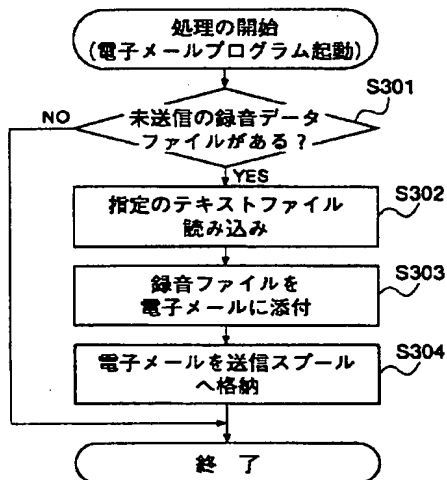 処理の開始
(電子メールプログラム起動)
S301
NO
未送信の録音データ
ファイルがある?
YES
S302
指定のテキストファイル
読み込み
S303
録音ファイルを
電子メールに添付
S304
電子メールを送信スプール
へ格納
終 了